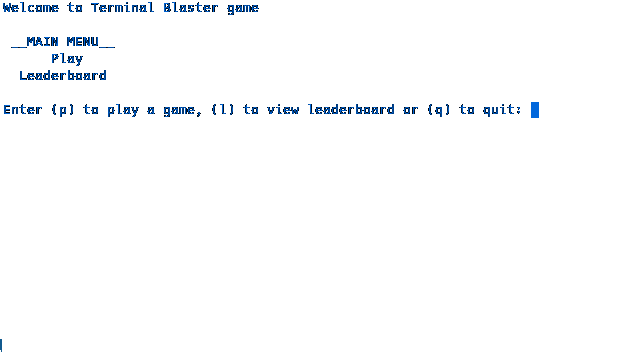 Welcome to Terminal Blaster game
__MAIN MENU__
Play
Leaderboard
Enter (p) to play a game, (l) to view leaderboard or (q) to quit: